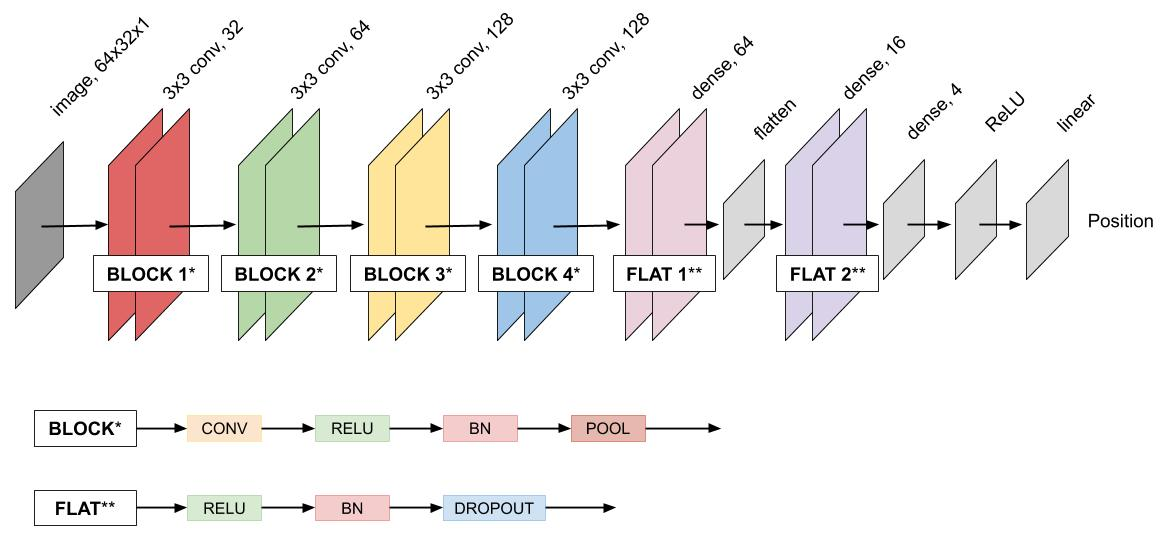 image, 64x32x1
3x3 conv, 32
3x3 conv, 64
3x3 conv, 128
3x3 conv, 128
dense, 64
flatten
dense, 16
dense, 4
ReLU
linear
Position
BLOCK 1*
BLOCK 2*
BLOCK 3*
BLOCK 4*
FLAT 1**
FLAT 2**
BLOCK*
CONV
RELU
BN
POOL
FLAT**
RELU
BN
DROPOUT